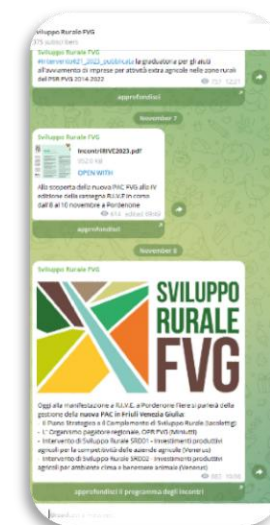 Sviluppo Rurale FVG
375 subscribers
Sviluppo Rurale FVG
pubblicata la graduatoria per gli aiuti
all'avviamento di imprese per attività extra agricole nelle zone rurali
del PSR FVG 2014-2022
approfondisci
November 7
Sviluppo Rurale FVG
IncontriRIVE2023.pdf
OPEN WITH
Alla scoperta della nuova PAC FVG alla IV
edizione della rassegna R.I.V.E in corso
dall'8 al 10 novembre a Pordenone
approfondisci
November 8
Sviluppo Rurale FVG
SVILUPPO
RURALE
FVG
Oggi alla manifestazione a R.I.V.E. a Pordenone Fiere si parlerà della
gestione della nuova PAC in Friuli Venezia Giulia:
- Il Piano Strategico e il Complemento di Sviluppo Rurale
- L' Organismo pagatore regionale, OPR FVG (Miniutti)
- Intervento di Sviluppo Rurale SRD01 - Investimenti produttivi
agricoli per la competitività delle aziende agricole (Venerus)
- Intervento di Sviluppo Rurale SRD02 - Investimenti produttivi
agricoli per ambiente clima e benessere animale (Venerus)
approfondisci il programma degli incontri